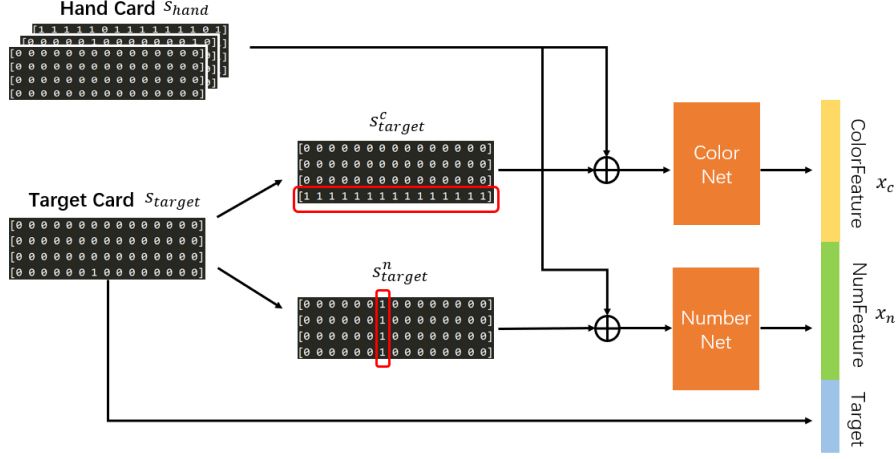 Hand Card s_hand
[1 1 1 1 1 0 1 1 1 1 1 1 1 0 1]
[0 0 0 0 0 0 0 0 0 0 0 0 0 0 0]
[0 0 0 0 0 0 0 0 0 0 0 0 0 0 0]
[0 0 0 0 0 0 0 0 0 0 0 0 0 0 0]
[0 0 0 0 0 0 0 0 0 0 0 0 0 0 0]
s^c_target
[0 0 0 0 0 0 0 0 0 0 0 0 0 0 0]
[0 0 0 0 0 0 0 0 0 0 0 0 0 0 0]
[0 0 0 0 0 0 0 0 0 0 0 0 0 0 0]
[1 1 1 1 1 1 1 1 1 1 1 1 1 1 1]
Target Card s_target
[0 0 0 0 0 0 0 0 0 0 0 0 0 0 0]
[0 0 0 0 0 0 0 0 0 0 0 0 0 0 0]
[0 0 0 0 0 0 0 0 0 0 0 0 0 0 0]
[0 0 0 0 0 0 1 0 0 0 0 0 0 0 0]
s^n_target
[0 0 0 0 0 0 1 0 0 0 0 0 0 0 0]
[0 0 0 0 0 0 1 0 0 0 0 0 0 0 0]
[0 0 0 0 0 0 1 0 0 0 0 0 0 0 0]
[0 0 0 0 0 0 1 0 0 0 0 0 0 0 0]
Color
Net
Number
Net
ColorFeature
x_c
NumFeature
x_n
Target